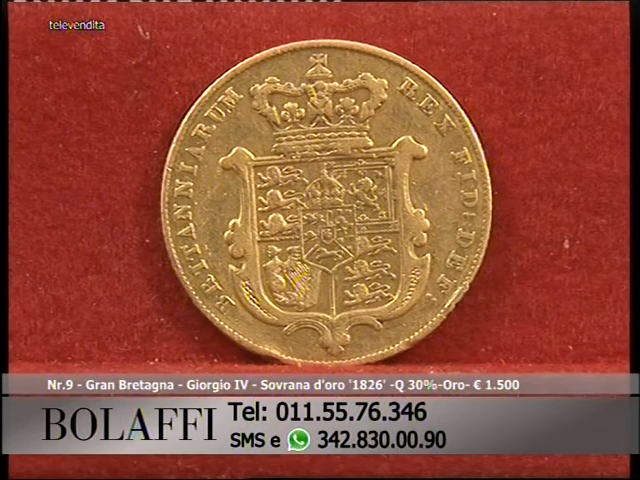 televendita
BRITANNIARUM REX FID: DEF:
Nr.9 - Gran Bretagna - Giorgio IV - Sovrana d'oro '1826' -Q 30%-Oro- € 1.500
BOLAFFI
Tel: 011.55.76.346
SMS e 342.830.00.90